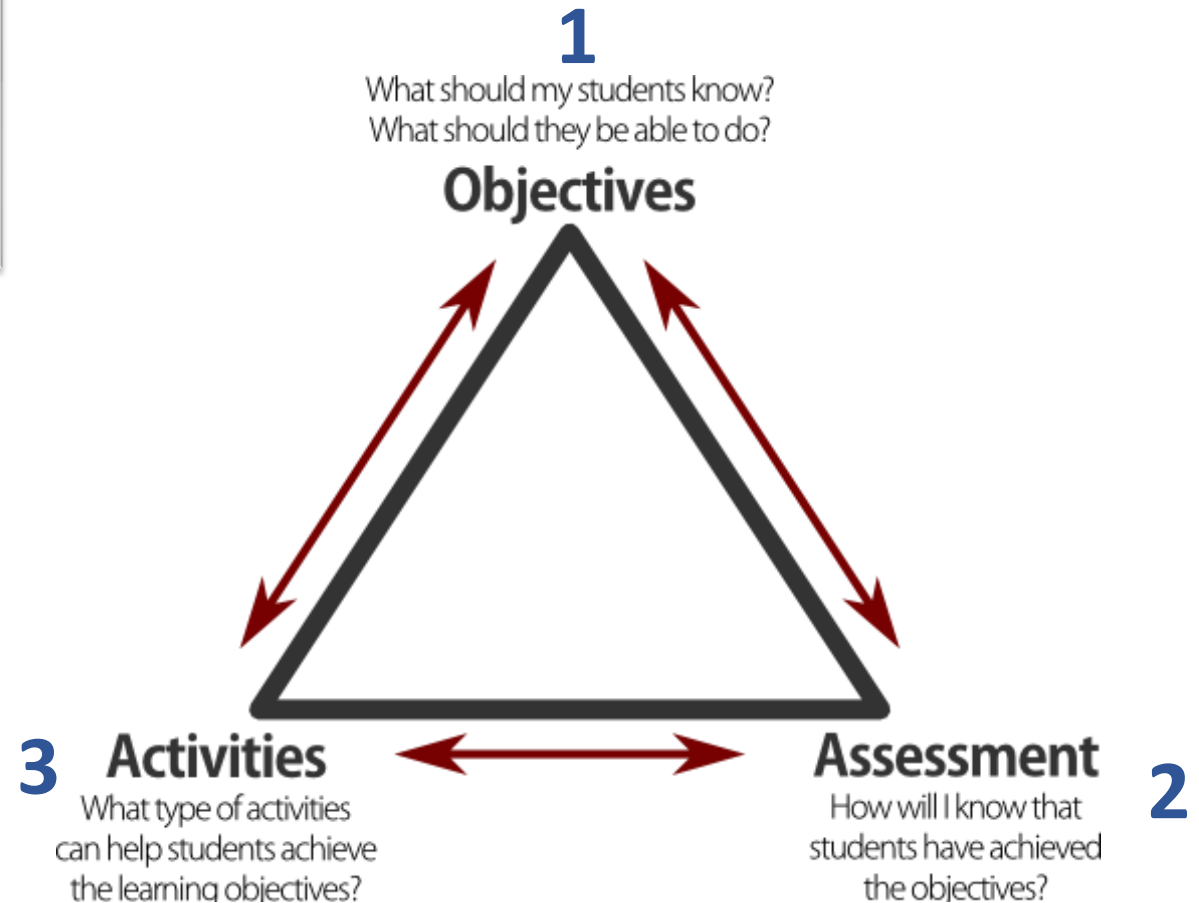 1
What should my students know?
What should they be able to do?
Objectives
3
Activities
What type of activities
can help students achieve
the learning objectives?
Assessment
2
How will I know that
students have achieved
the objectives?